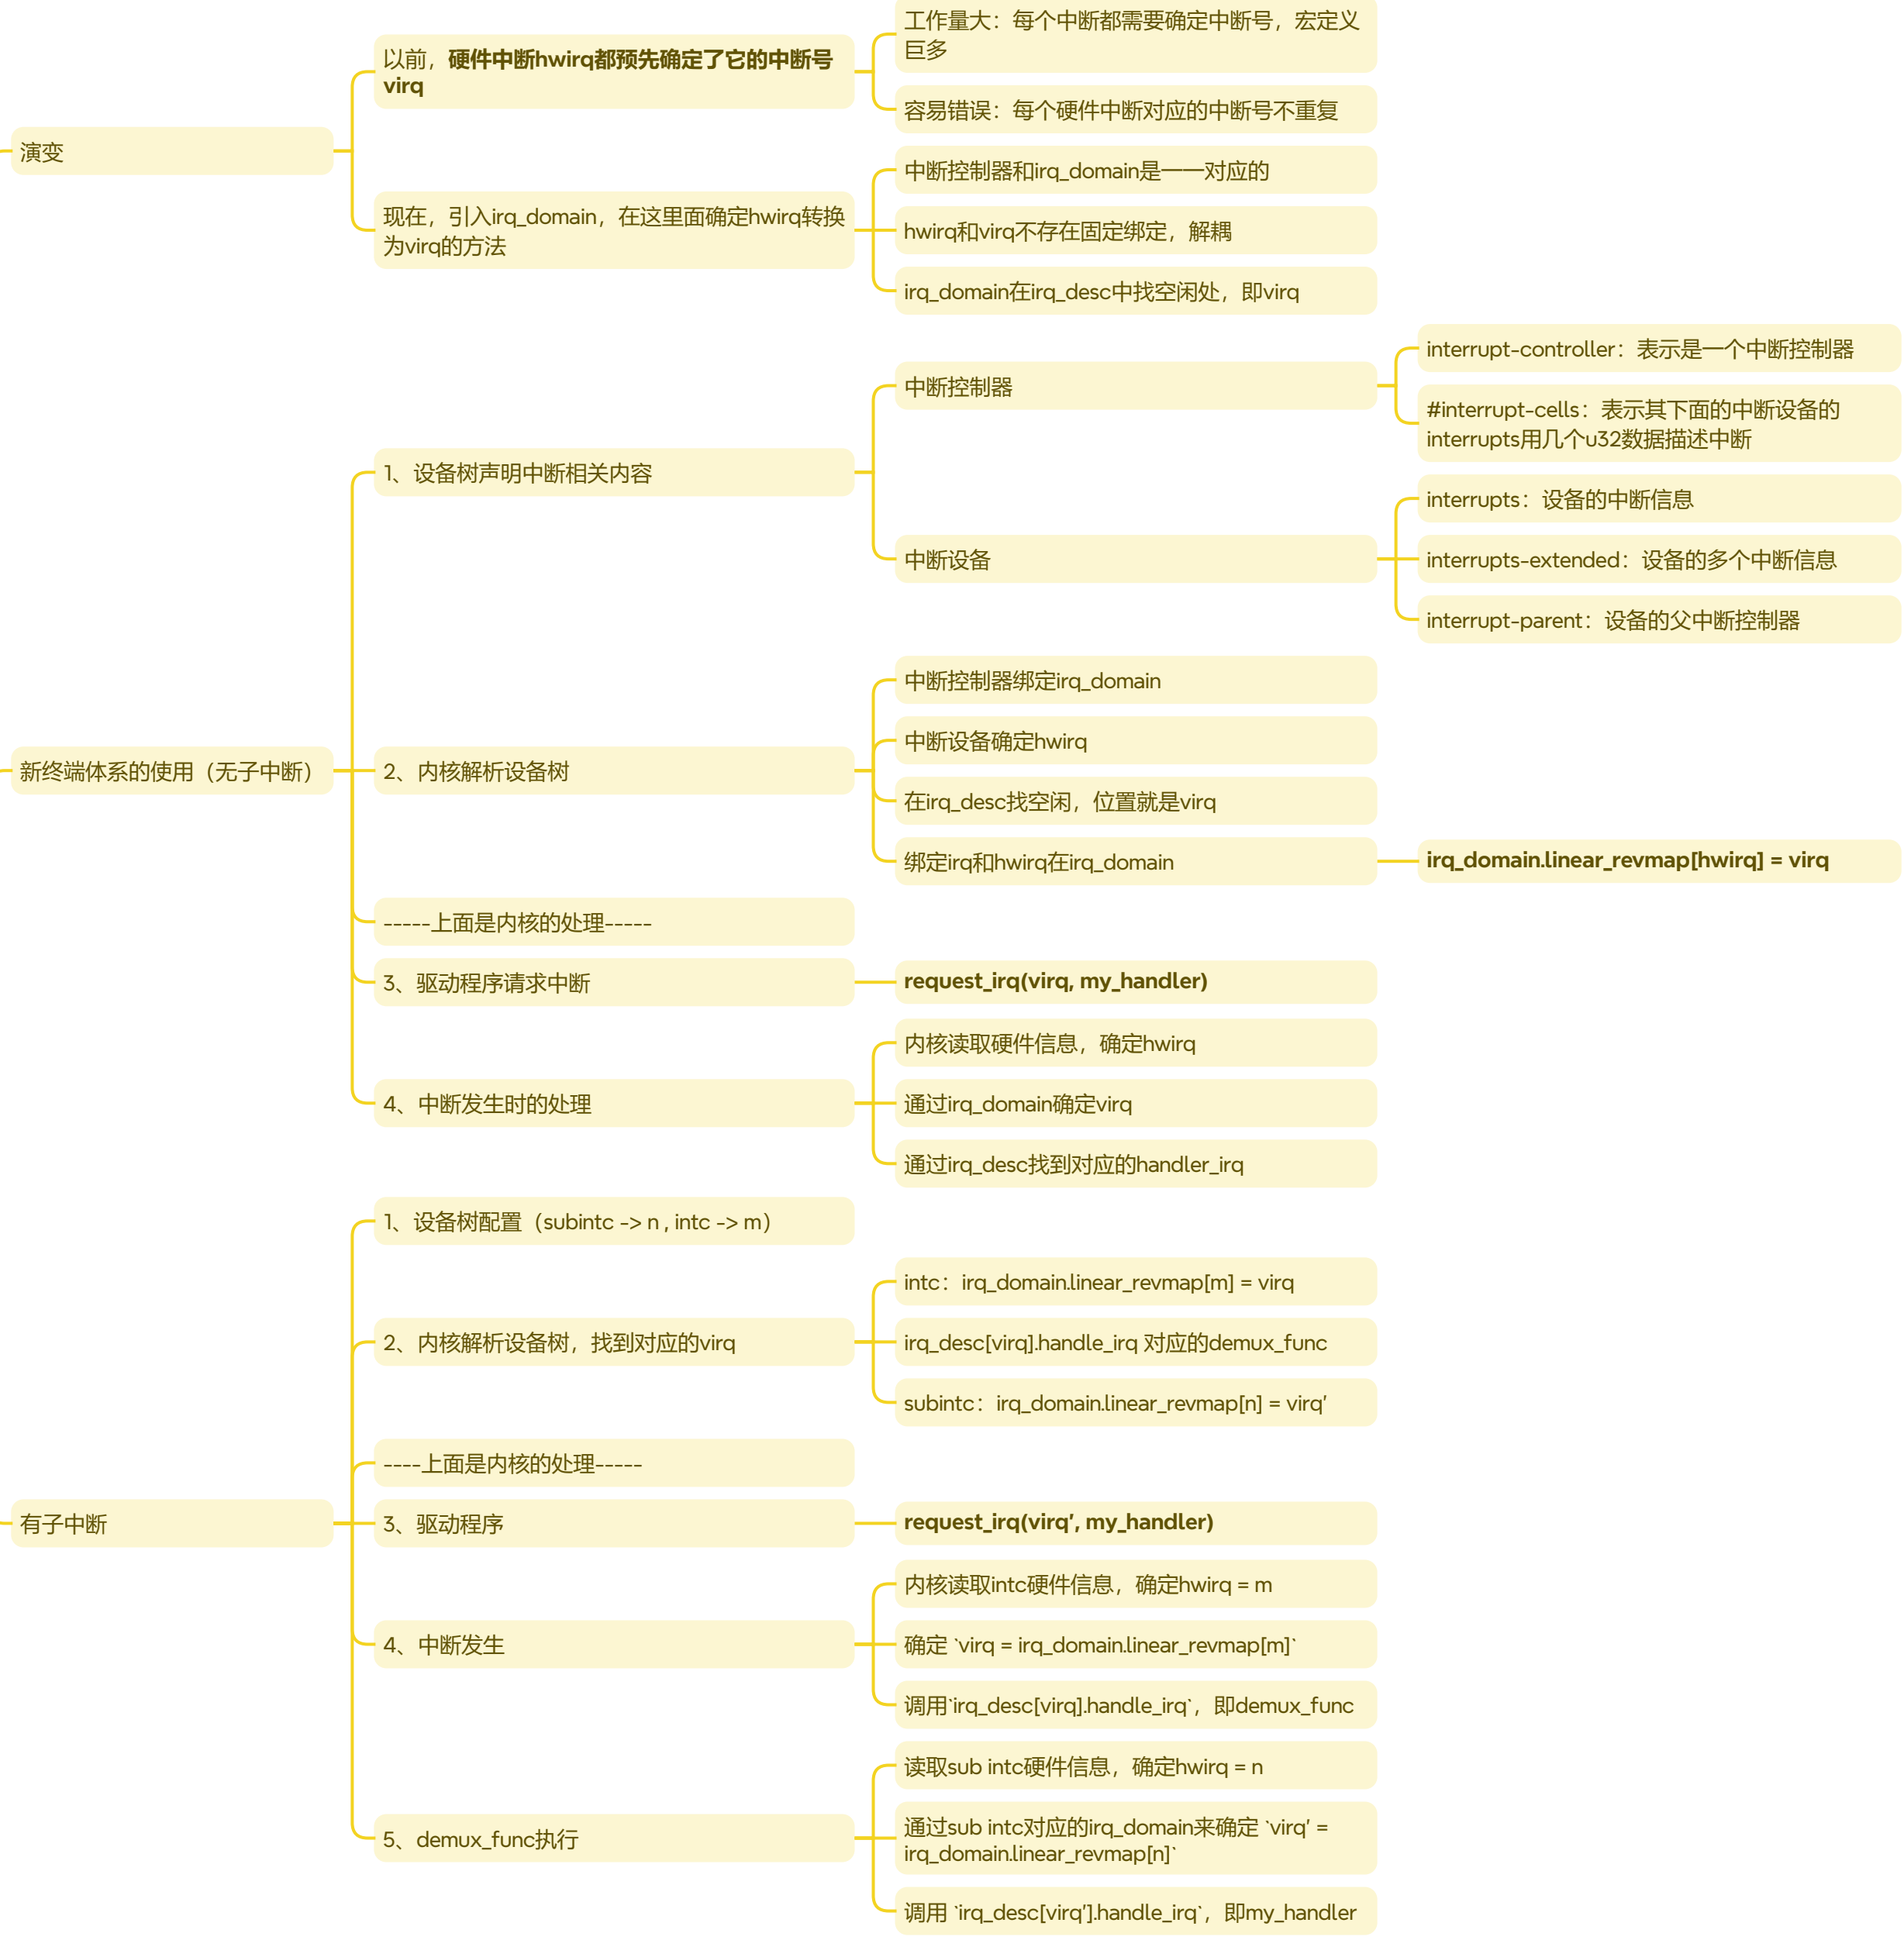 演变
以前，硬件中断hwirq都预先确定了它的中断号
virq
工作量大：每个中断都需要确定中断号，宏定义
巨多
容易错误：每个硬件中断对应的中断号不重复
现在，引入irq_domain，在这里面确定hwirq转换
为virq的方法
中断控制器和irq_domain是一一对应的
hwirq和virq不存在固定绑定，解耦
irq_domain在irq_desc中找空闲处，即virq
新终端体系的使用（无子中断）
1、设备树声明中断相关内容
中断控制器
interrupt-controller：表示是一个中断控制器
#interrupt-cells：表示其下面的中断设备的
interrupts用几个u32数据描述中断
中断设备
interrupts：设备的中断信息
interrupts-extended：设备的多个中断信息
interrupt-parent：设备的父中断控制器
2、内核解析设备树
中断控制器绑定irq_domain
中断设备确定hwirq
在irq_desc找空闲，位置就是virq
绑定irq和hwirq在irq_domain
irq_domain.linear_revmap[hwirq] = virq
-----上面是内核的处理-----
3、驱动程序请求中断
request_irq(virq, my_handler)
4、中断发生时的处理
内核读取硬件信息，确定hwirq
通过irq_domain确定virq
通过irq_desc找到对应的handler_irq
有子中断
1、设备树配置（subintc -> n , intc -> m）
2、内核解析设备树，找到对应的virq
intc：irq_domain.linear_revmap[m] = virq
irq_desc[virq].handle_irq 对应的demux_func
subintc：irq_domain.linear_revmap[n] = virq'
----上面是内核的处理-----
3、驱动程序
request_irq(virq', my_handler)
4、中断发生
内核读取intc硬件信息，确定hwirq = m
确定 `virq = irq_domain.linear_revmap[m]`
调用`irq_desc[virq].handle_irq`，即demux_func
5、demux_func执行
读取sub intc硬件信息，确定hwirq = n
通过sub intc对应的irq_domain来确定 `virq' =
irq_domain.linear_revmap[n]`
调用 `irq_desc[virq'].handle_irq`，即my_handler